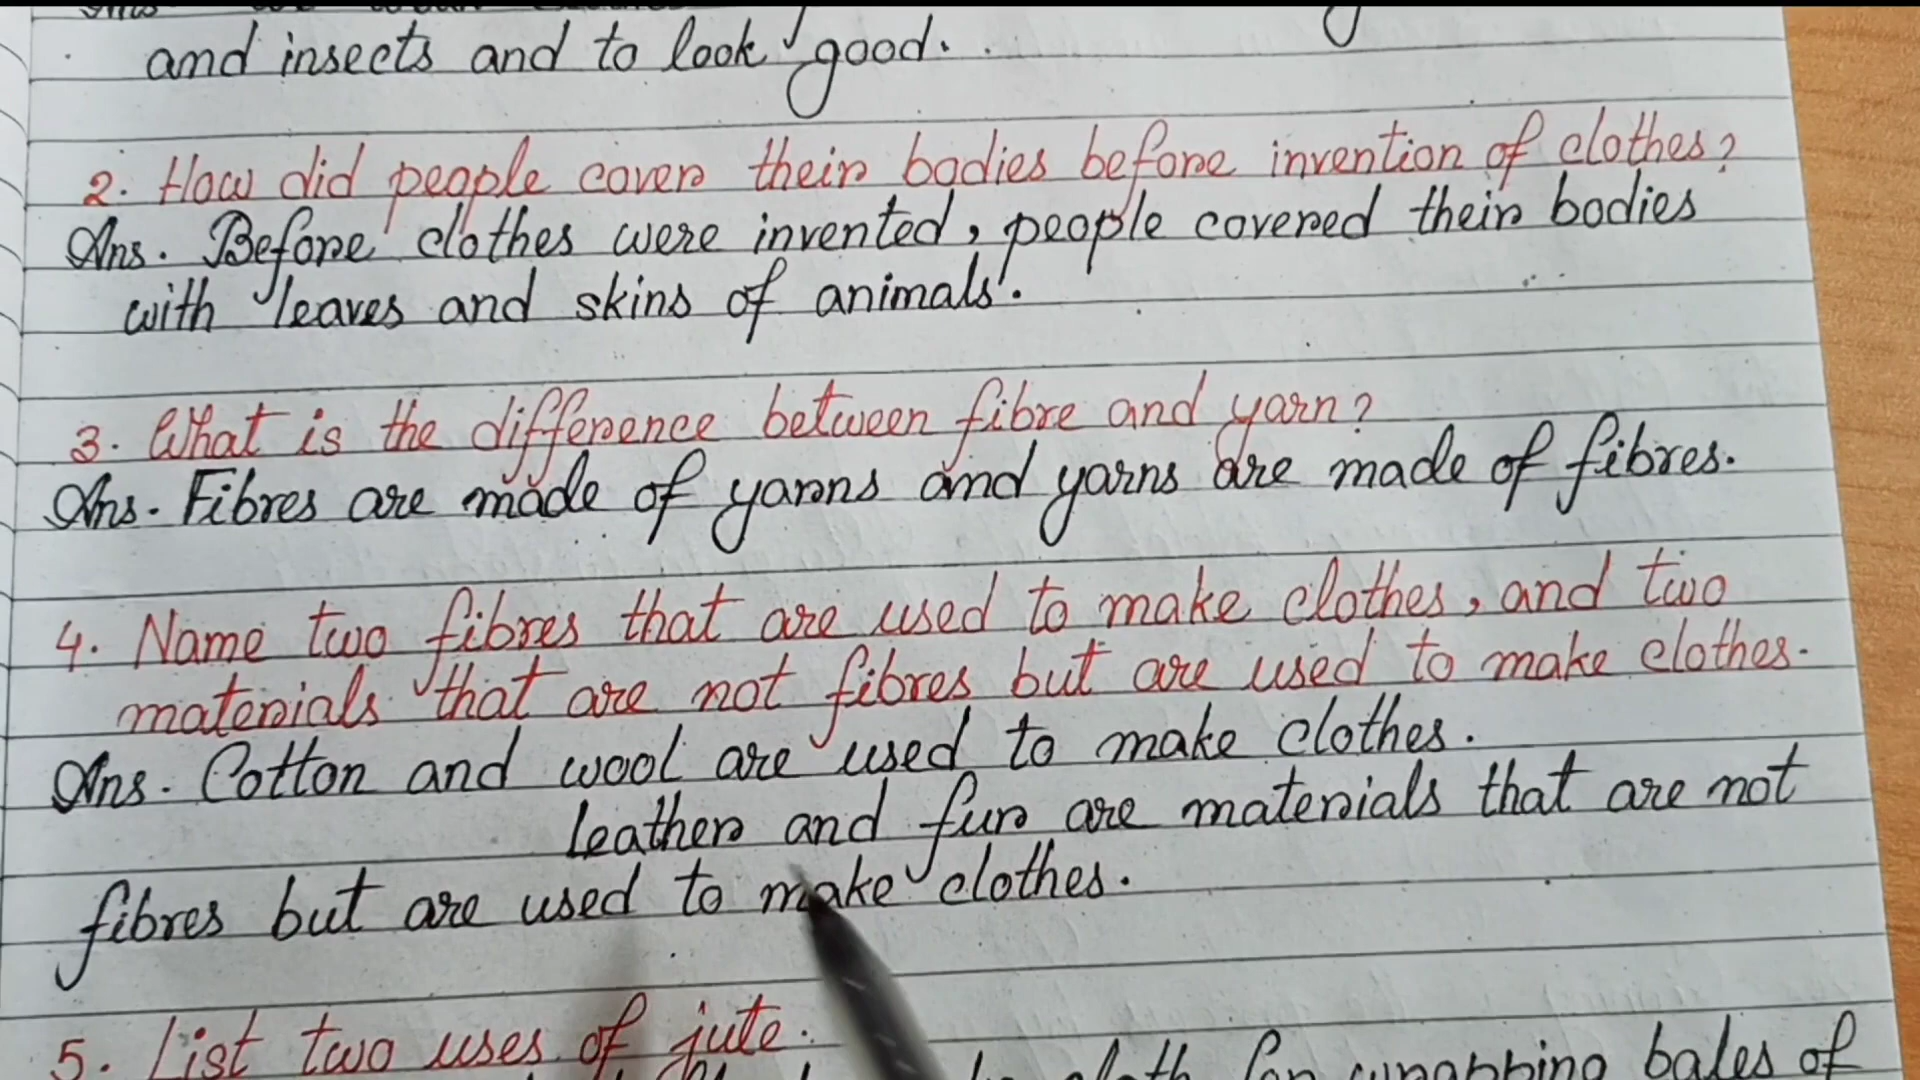 and insects and to look good.
2. How did people cover their bodies before invention of clothes?
Ans. Before clothes were invented, people covered their bodies
with leaves and skins of animals.
3. What is the difference between fibre and yarn?
Ans. Fibres are made of yarns and yarns are made of fibres.
4. Name two fibres that are used to make clothes, and two
materials that are not fibres but are used to make clothes.
Ans. Cotton and wool are used to make clothes.
leather and fur are materials that are not
fibres but are used to make clothes.
5. List two uses of jute.
cloth for wrapping bales of